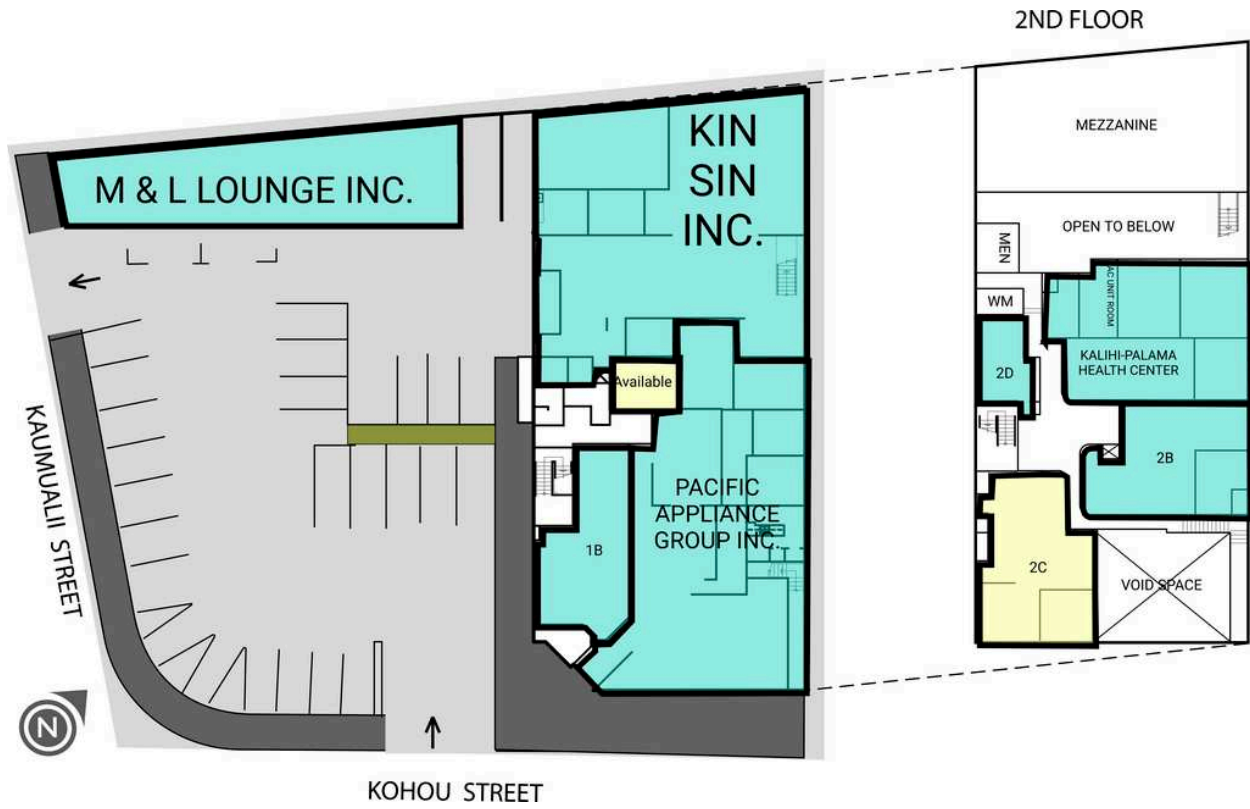 2ND FLOOR
MEZZANINE
OPEN TO BELOW
MEN
WM
AC UNIT ROOM
KALIHI-PALAMA
HEALTH CENTER
2D
2B
2C
VOID SPACE
KIN
SIN
INC.
M & L LOUNGE INC.
Available
PACIFIC
APPLIANCE
GROUP INC.
1B
KAUMUALII STREET
N
KOHOU STREET